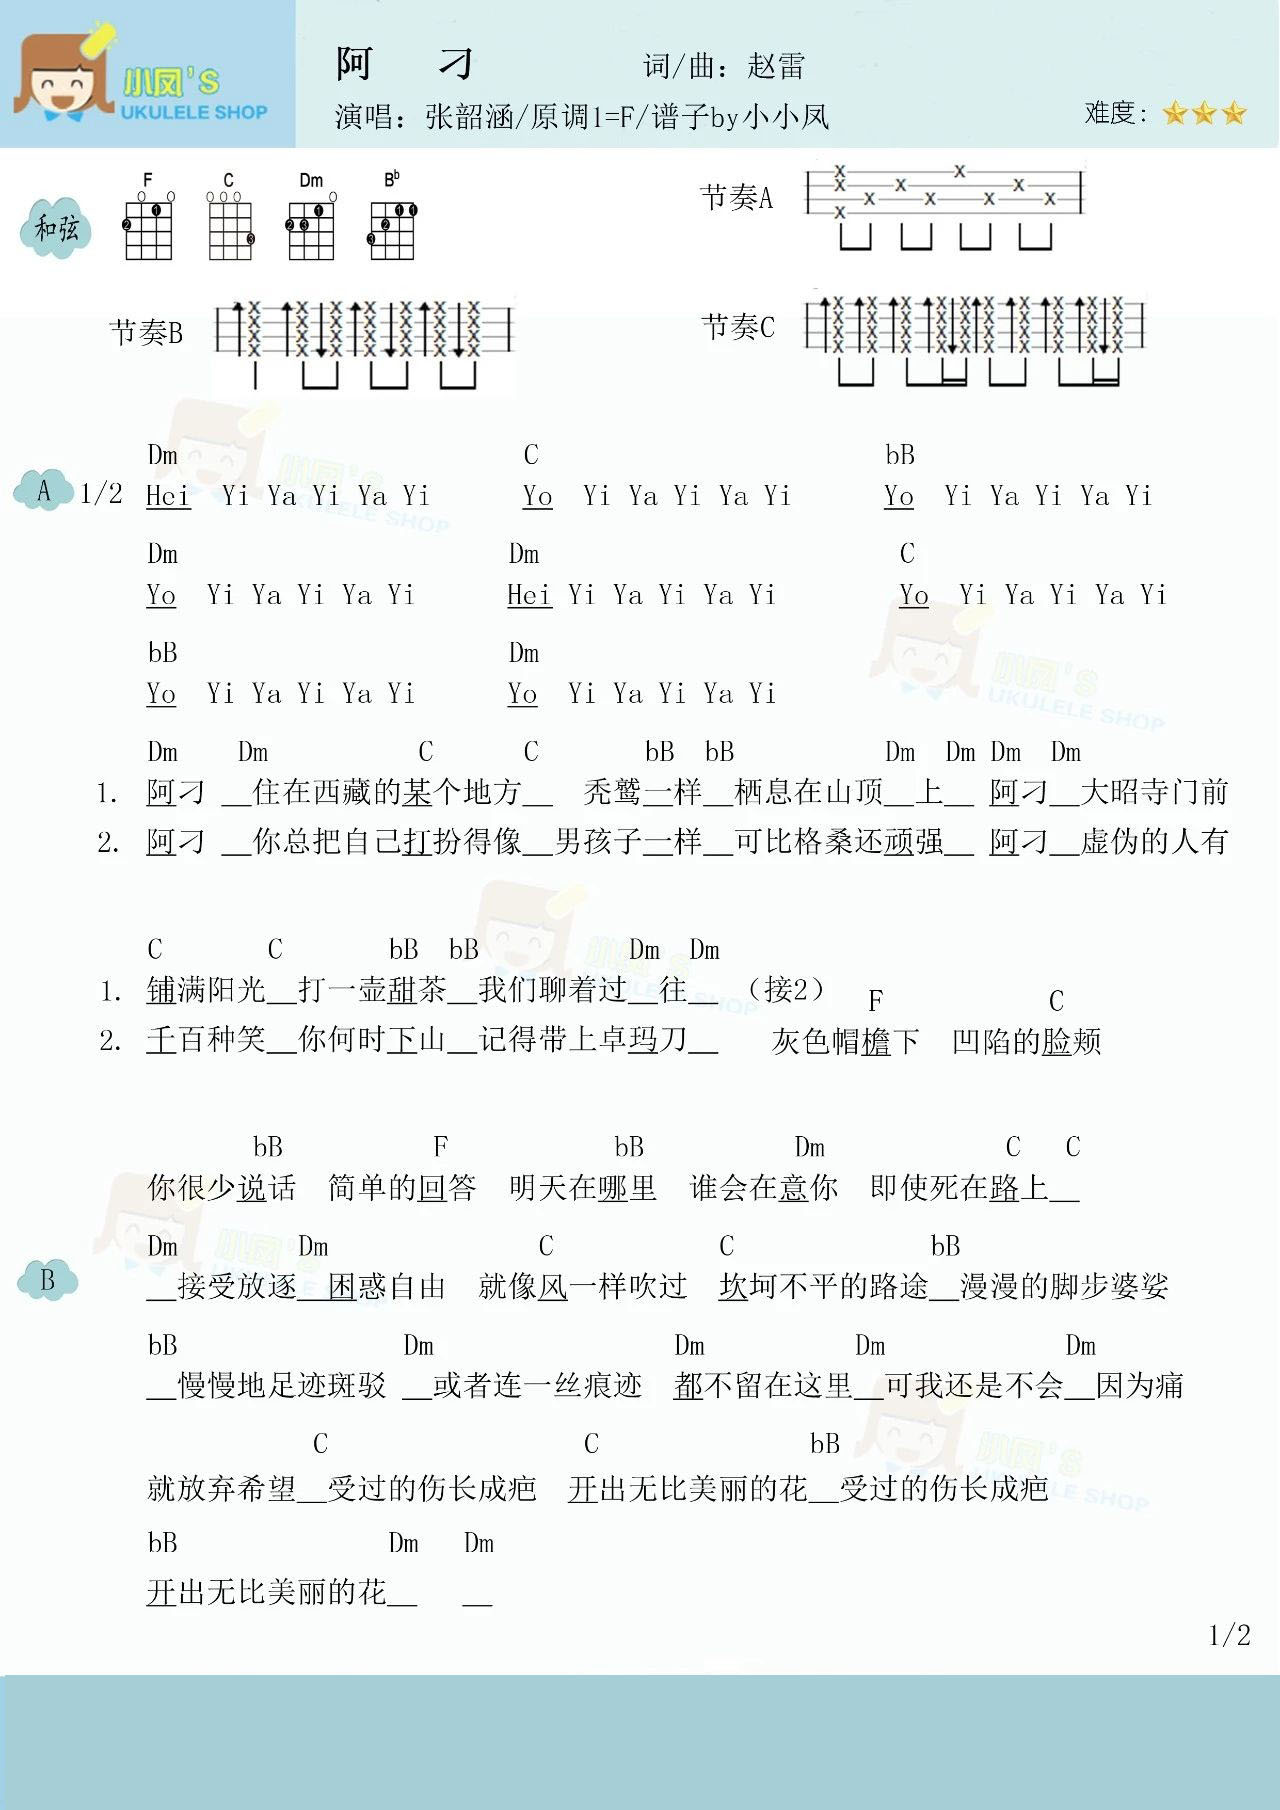 小凤'S
UKULELE SHOP
阿 刁 词/曲：赵雷
演唱：张韶涵/原调1=F/谱子by小小凤
难度：
和弦
F C Dm Bb
节奏A
节奏B
节奏C
Dm C bB
A 1/2 Hei Yi Ya Yi Ya Yi Yo Yi Ya Yi Ya Yi Yo Yi Ya Yi Ya Yi
Dm Dm C
Yo Yi Ya Yi Ya Yi Hei Yi Ya Yi Ya Yi Yo Yi Ya Yi Ya Yi
bB Dm
Yo Yi Ya Yi Ya Yi Yo Yi Ya Yi Ya Yi
Dm Dm C C bB bB Dm Dm Dm Dm
1. 阿刁 __住在西藏的某个地方__ 秃鹫一样__栖息在山顶__上__ 阿刁__大昭寺门前
2. 阿刁 __你总把自己打扮得像__男孩子一样__可比格桑还顽强__ 阿刁__虚伪的人有
C C bB bB Dm Dm
1. 铺满阳光__打一壶甜茶__我们聊着过__往__ （接2）
F C
2. 千百种笑__你何时下山__记得带上卓玛刀__ 灰色帽檐下 凹陷的脸颊
bB F bB Dm C C
你很少说话 简单的回答 明天在哪里 谁会在意你 即使死在路上__
Dm Dm C C bB
B __接受放逐__困惑自由 就像风一样吹过 坎坷不平的路途__漫漫的脚步婆娑
bB Dm Dm Dm Dm
__慢慢地足迹斑驳 __或者连一丝痕迹 都不留在这里__可我还是不会__因为痛
C C bB
就放弃希望__受过的伤长成疤 开出无比美丽的花__受过的伤长成疤
bB Dm Dm
开出无比美丽的花__ __
1/2